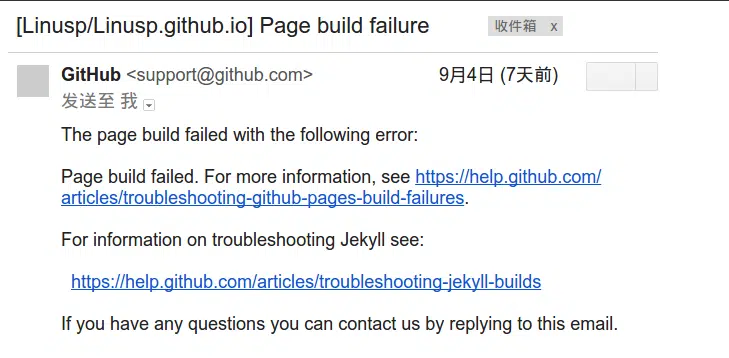 [Linusp/Linusp.github.io] Page build failure 收件箱 x
GitHub <support@github.com> 9月4日 (7天前)
发送至 我
The page build failed with the following error:
Page build failed. For more information, see https://help.github.com/
articles/troubleshooting-github-pages-build-failures.
For information on troubleshooting Jekyll see:
https://help.github.com/articles/troubleshooting-jekyll-builds
If you have any questions you can contact us by replying to this email.